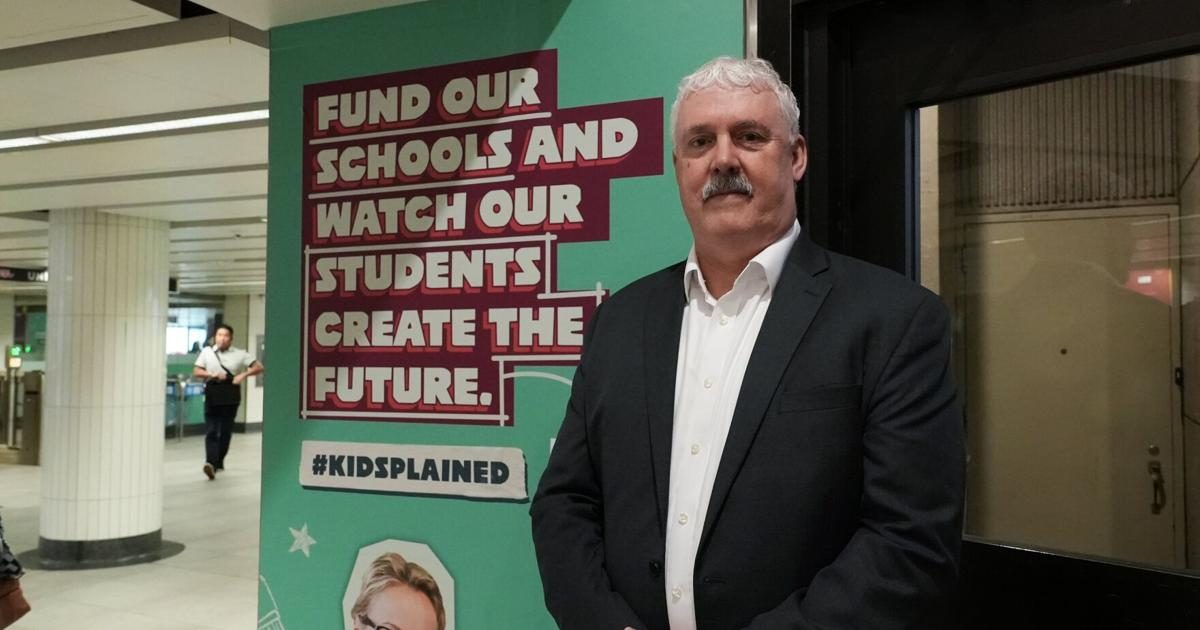 FUND OUR
SCHOOLS AND
WATCH OUR
STUDENTS
CREATE THE
FUTURE.
#KIDSPLAINED